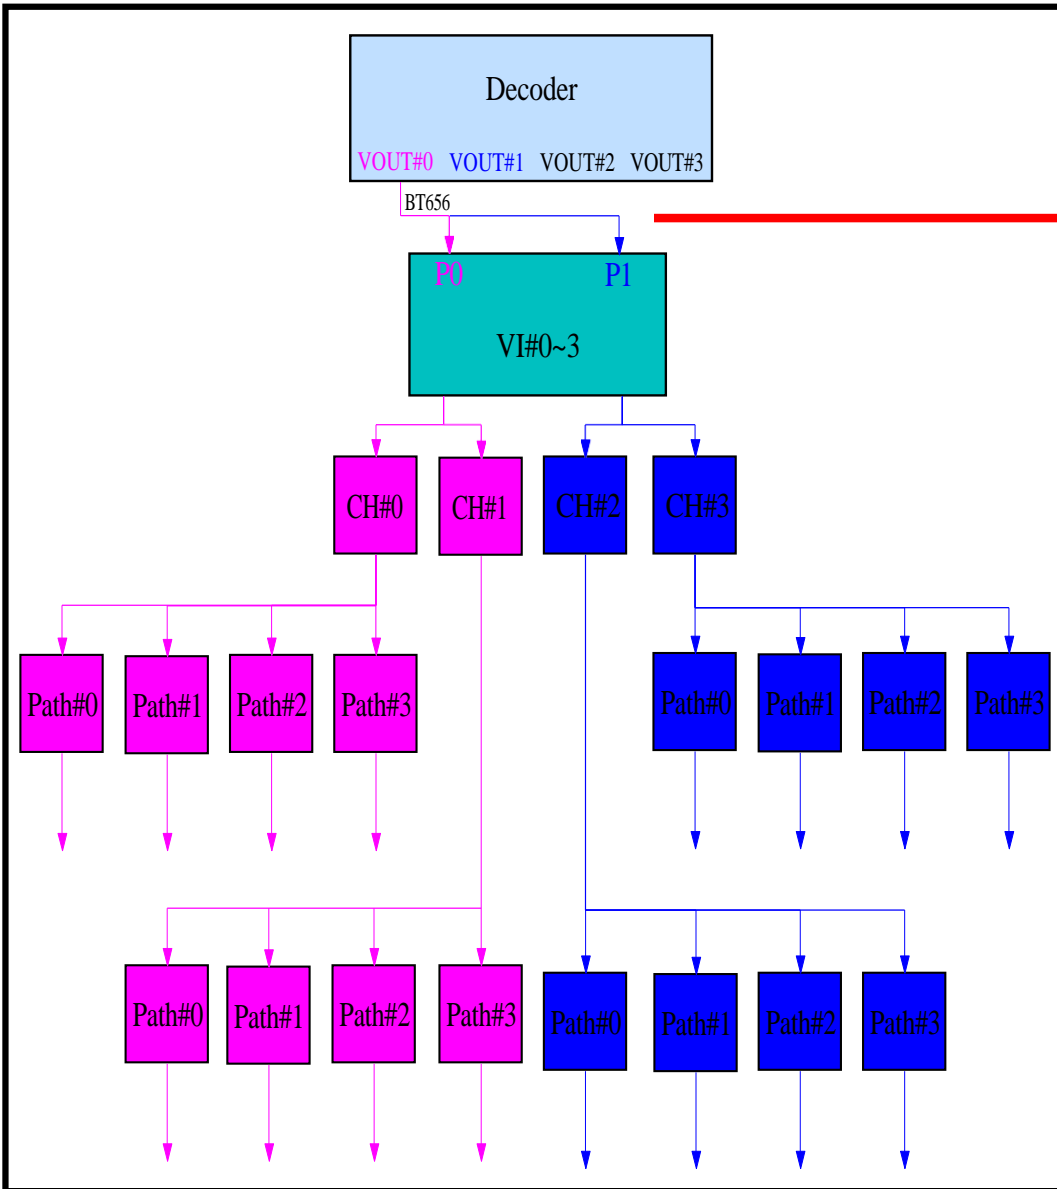 Decoder
VOUT#0 VOUT#1 VOUT#2 VOUT#3
BT656
P0 P1
VI#0~3
CH#0 CH#1 CH#2 CH#3
Path#0 Path#1 Path#2 Path#3 Path#0 Path#1 Path#2 Path#3
Path#0 Path#1 Path#2 Path#3 Path#0 Path#1 Path#2 Path#3